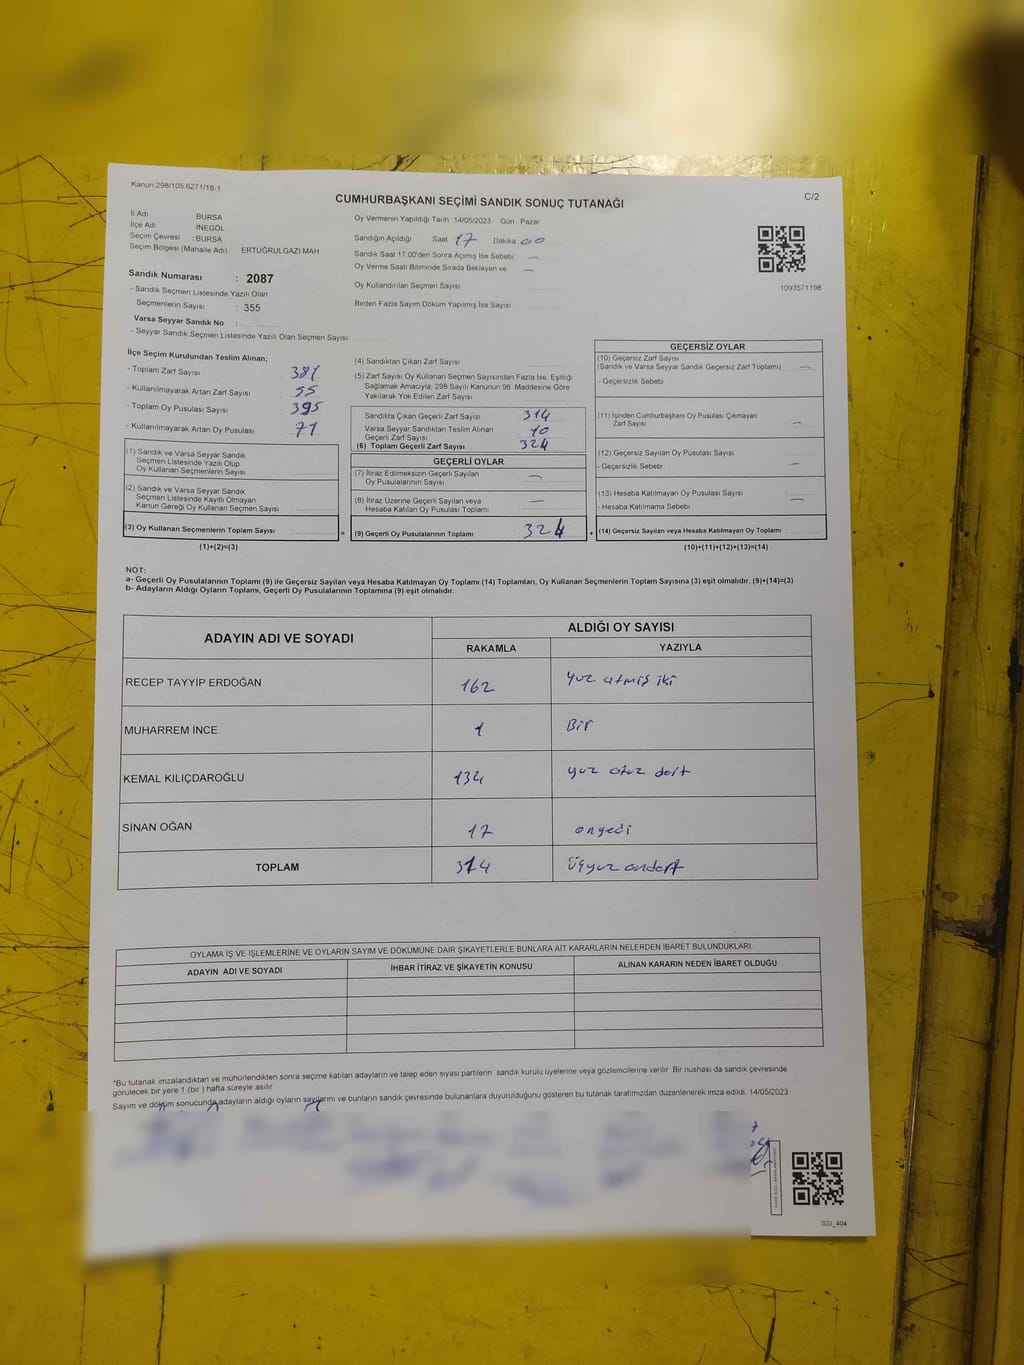 Kanun:298/105,6271/18-1
C/2
CUMHURBAŞKANI SEÇİMİ SANDIK SONUÇ TUTANAĞI
İli Adı : BURSA
İlçe Adı İNEGÖL
Seçim Çevresi : BURSA
Seçim Bölgesi (Mahalle Adı) ERTUĞRULGAZİ MAH
Sandık Numarası : 2087
- Sandık Seçmen Listesinde Yazılı Olan
Seçmenlerin Sayısı : 355
Varsa Seyyar Sandık No :
- Seyyar Sandık Seçmen Listesinde Yazılı Olan Seçmen Sayısı
Oy Vermenin Yapıldığı Tarih 14/05/2023 Gün : Pazar
Sandığın Açıldığı Saat 17 Dakika 00
Sandık Saat 17.00'den Sonra Açımış İse Sebebi —
Oy Verme Saati Bitiminde Sırada Bekleyen ve —
Oy Kullandırılan Seçmen Sayısı
Birden Fazla Sayım Döküm Yapılmış İse Sayısı
1093571198
İlçe Seçim Kurulundan Teslim Alınan;
- Toplam Zarf Sayısı
- Kullanılmayarak Artan Zarf Sayısı 55
- Toplam Oy Pusulası Sayısı 395
- Kullanılmayarak Artan Oy Pusulası 71
(1) Sandık ve Varsa Seyyar Sandık
Seçmen Listesinde Yazılı Olup
Oy Kullanan Seçmenlerin Sayısı
(2) Sandık ve Varsa Seyyar Sandık
Seçmen Listesinde Kayıtlı Olmayan
Kanun Gereği Oy Kullanan Seçmen Sayısı
(3) Oy Kullanan Seçmenlerin Toplam Sayısı =
(1)+(2)=(3)
(4) Sandıktan Çıkan Zarf Sayısı
(5) Zarf Sayısı Oy Kullanan Seçmen Sayısından Fazla İse, Eşitliği
Sağlamak Amacıyla; 298 Sayılı Kanunun 98. Maddesine Göre
Yakılarak Yok Edilen Zarf Sayısı
Sandıkta Çıkan Geçerli Zarf Sayısı 314
Varsa Seyyar Sandıktan Teslim Alınan
Geçerli Zarf Sayısı 10
(6) Toplam Geçerli Zarf Sayısı 324
GEÇERLİ OYLAR
(7) İtiraz Edilmeksizin Geçerli Sayılan
Oy Pusulalarının Sayısı —
(8) İtiraz Üzerine Geçerli Sayılan veya
Hesaba Katılan Oy Pusulası Toplamı —
(9) Geçerli Oy Pusulalarının Toplamı 324 +
GEÇERSİZ OYLAR
(10) Geçersiz Zarf Sayısı
(Sandık ve Varsa Seyyar Sandık Geçersiz Zarf Toplamı) —
- Geçersizlik Sebebi
(11) İçinden Cumhurbaşkanı Oy Pusulası Çıkmayan
Zarf Sayısı —
(12) Geçersiz Sayılan Oy Pusulası Sayısı
- Geçersizlik Sebebi —
(13) Hesaba Katılmayan Oy Pusulası Sayısı —
- Hesaba Katılmama Sebebi
(14) Geçersiz Sayılan veya Hesaba Katılmayan Oy Toplamı
(10)+(11)+(12)+(13)=(14)
NOT:
a- Geçerli Oy Pusulalarının Toplamı (9) ile Geçersiz Sayılan veya Hesaba Katılmayan Oy Toplamı (14) Toplamları, Oy Kullanan Seçmenlerin Toplam Sayısına (3) eşit olmalıdır. (9)+(14)=(3)
b- Adayların Aldığı Oyların Toplamı, Geçerli Oy Pusulalarının Toplamına (9) eşit olmalıdır.
ADAYIN ADI VE SOYADI
ALDIĞI OY SAYISI
RAKAMLA YAZIYLA
RECEP TAYYİP ERDOĞAN 162 yuz atmış iki
MUHARREM İNCE 1 Bir
KEMAL KILIÇDAROĞLU 134 yuz otuz dort
SİNAN OĞAN 17 onyedi
TOPLAM 314 Üçyuz ondort
OYLAMA İŞ VE İŞLEMLERİNE VE OYLARIN SAYIM VE DÖKÜMÜNE DAİR ŞİKAYETLERLE BUNLARA AİT KARARLARIN NELERDEN İBARET BULUNDUKLARI
ADAYIN ADI VE SOYADI İHBAR İTİRAZ VE ŞİKAYETİN KONUSU ALINAN KARARIN NEDEN İBARET OLDUĞU
*Bu tutanak imzalandıktan ve mühürlendikten sonra seçime katılan adayların ve talep eden siyasi partilerin sandık kurulu üyelerine veya gözlemcilerine verilir. Bir nüshası da sandık çevresinde
görülecek bir yere 1 (bir ) hafta süreyle asılır.
Sayım ve döküm sonucunda adayların aldığı oyların sayılarını ve bunların sandık çevresinde bulunanlara duyurulduğunu gösteren bu tutanak tarafımızdan düzenlenerek imza edildi. 14/05/2023
SSI_404